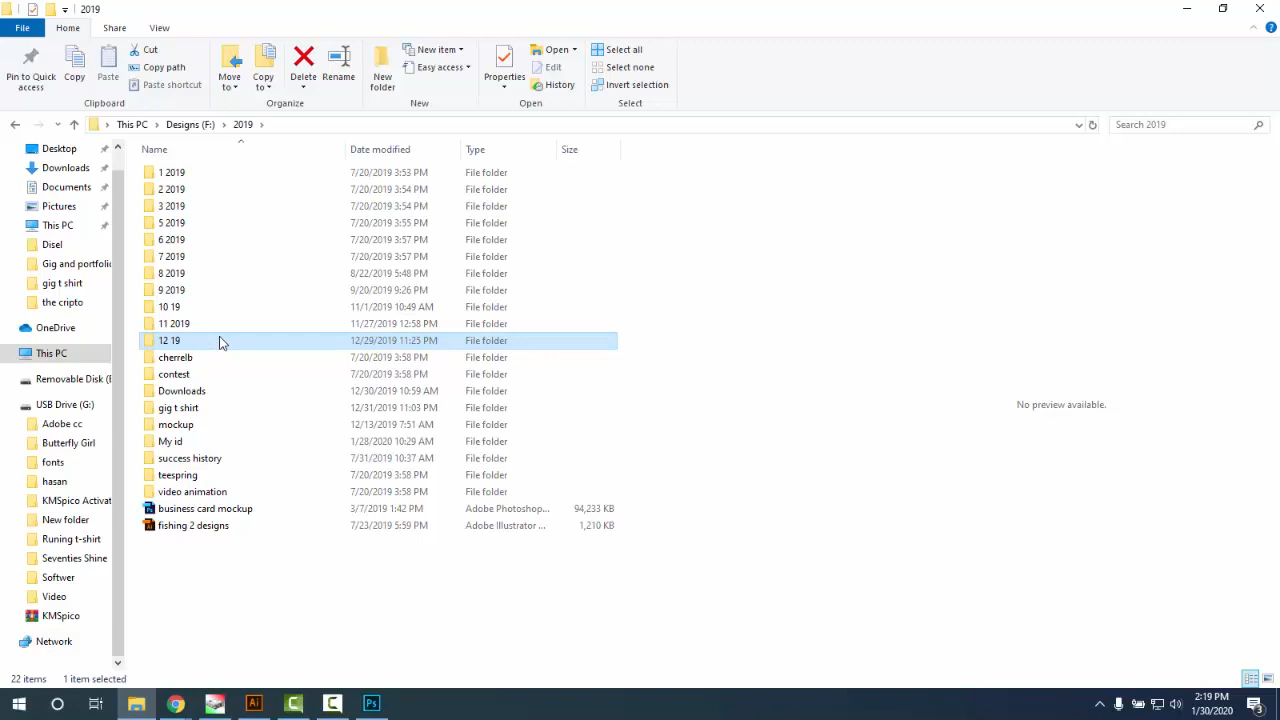 2019
File Home Share View
Pin to Quick access
Copy
Paste
Cut
Copy path
Paste shortcut
Clipboard
Move to
Copy to
Delete
Rename
Organize
New folder
New item
Easy access
New
Properties
Open
Edit
History
Open
Select all
Select none
Invert selection
Select
This PC > Designs (F:) > 2019 >
Search 2019
Desktop
Downloads
Documents
Pictures
This PC
Disel
Gig and portfolio
gig t shirt
the cripto
OneDrive
This PC
Removable Disk (
USB Drive (G:)
Adobe cc
Butterfly Girl
fonts
hasan
KMSpico Activat
New folder
Runing t-shirt
Seventies Shine
Softwer
Video
KMSpico
Network
Name Date modified Type Size
1 2019 7/20/2019 3:53 PM File folder
2 2019 7/20/2019 3:54 PM File folder
3 2019 7/20/2019 3:54 PM File folder
5 2019 7/20/2019 3:55 PM File folder
6 2019 7/20/2019 3:57 PM File folder
7 2019 7/20/2019 3:57 PM File folder
8 2019 8/22/2019 5:48 PM File folder
9 2019 9/20/2019 9:26 PM File folder
10 19 11/1/2019 10:49 AM File folder
11 2019 11/27/2019 12:58 PM File folder
12 19 12/29/2019 11:25 PM File folder
cherrelb 7/20/2019 3:58 PM File folder
contest 7/20/2019 3:58 PM File folder
Downloads 12/30/2019 10:59 AM File folder
gig t shirt 12/31/2019 11:03 PM File folder
mockup 12/13/2019 7:51 AM File folder
My id 1/28/2020 10:29 AM File folder
success history 7/31/2019 10:37 AM File folder
teespring 7/20/2019 3:58 PM File folder
video animation 7/20/2019 3:58 PM File folder
business card mockup 3/7/2019 1:42 PM Adobe Photoshop... 94,233 KB
fishing 2 designs 7/23/2019 5:59 PM Adobe Illustrator ... 1,210 KB
No preview available.
22 items 1 item selected
Ai
Ps
2:19 PM
1/30/2020
3